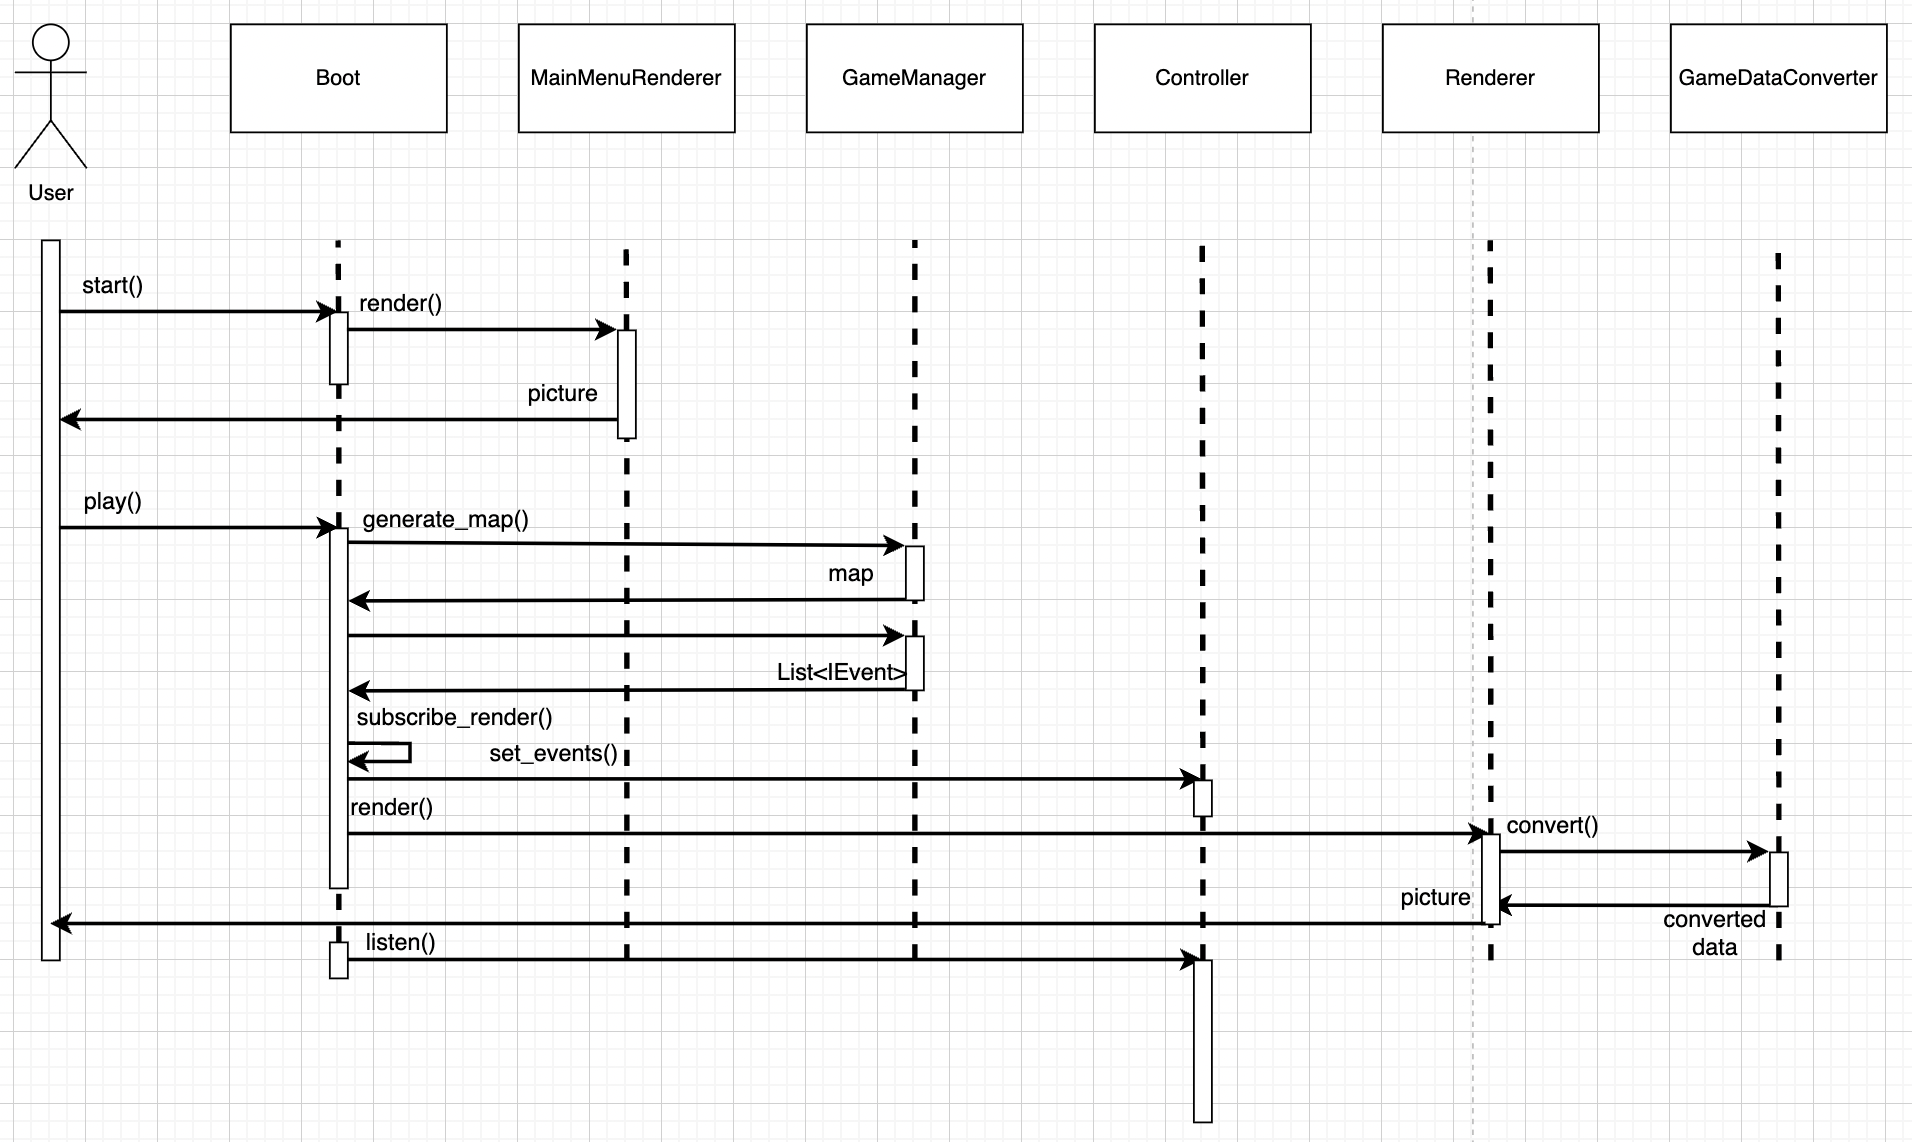 Boot
MainMenuRenderer
GameManager
Controller
Renderer
GameDataConverter
User
start()
render()
picture
play()
generate_map()
map
List<IEvent>
subscribe_render()
set_events()
render()
convert()
picture
converted
data
listen()